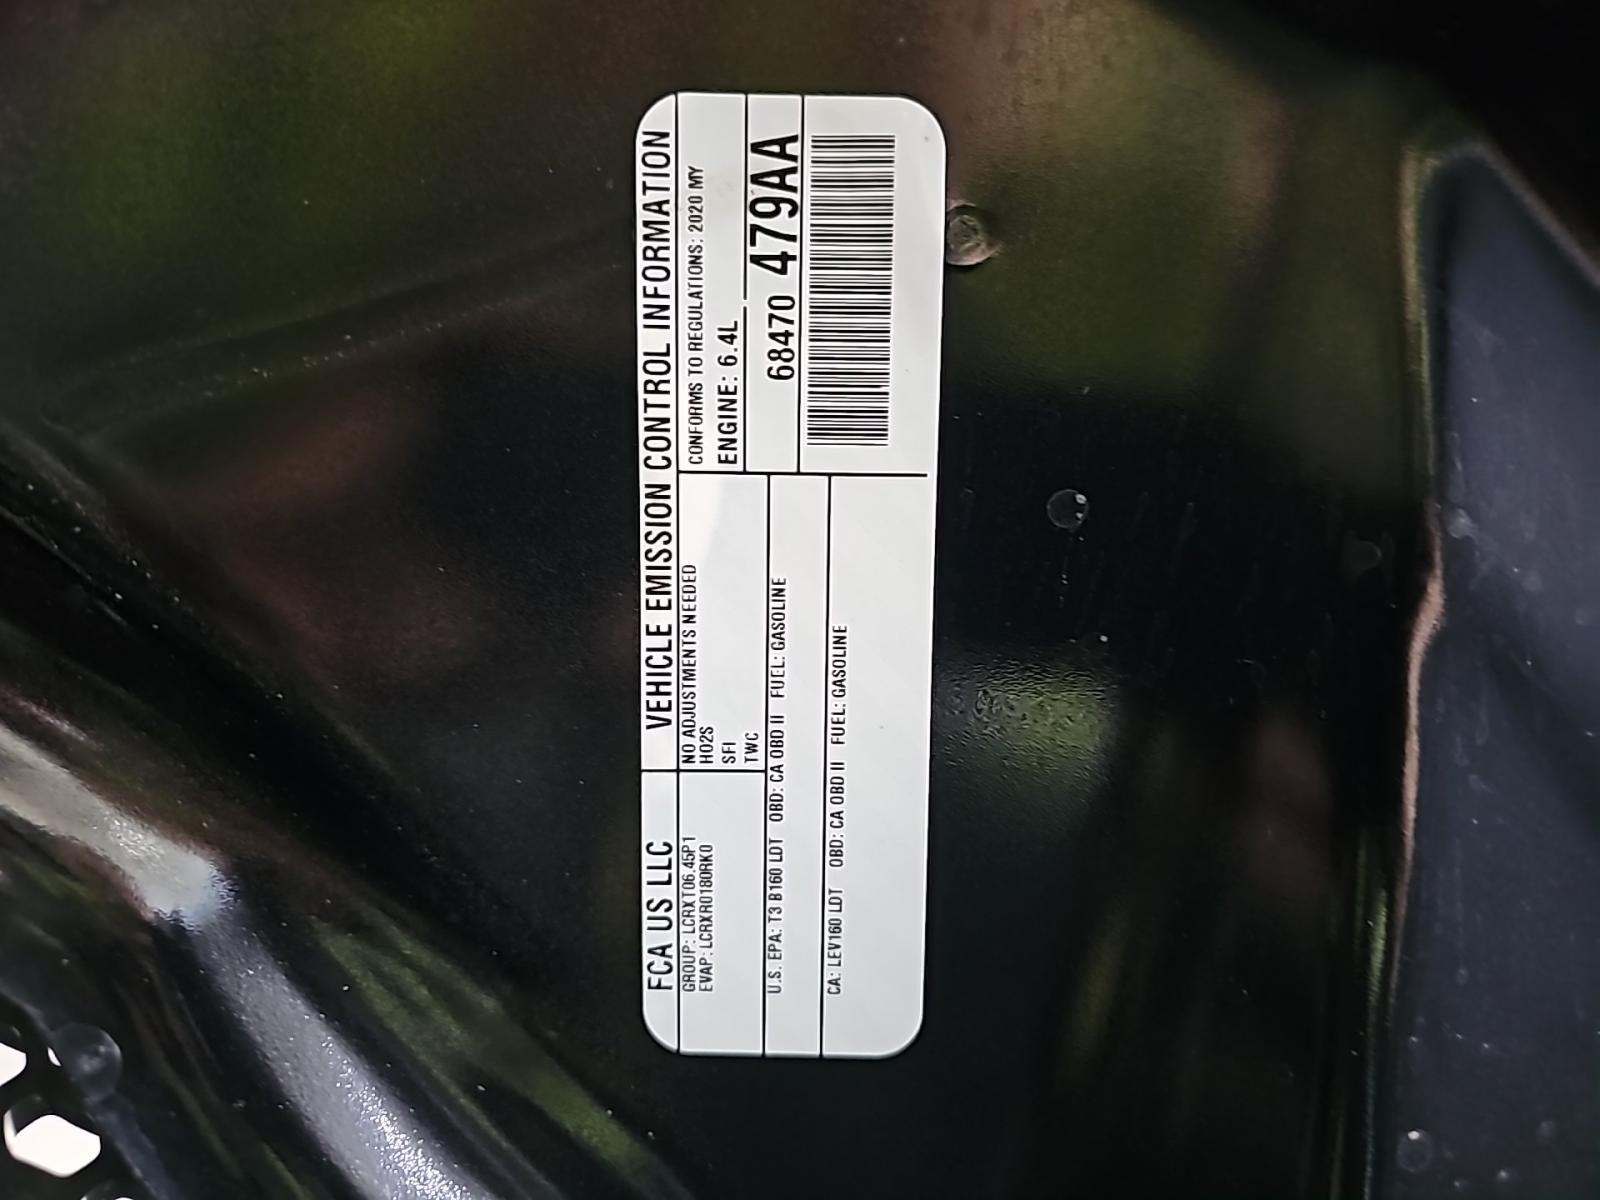 FCA US LLC VEHICLE EMISSION CONTROL INFORMATION
GROUP: LCRXT06.45P1
EVAP: LCRXR0180RK0
NO ADJUSTMENTS NEEDED
HO2S
SFI
TWC
CONFORMS TO REGULATIONS: 2020 MY
ENGINE: 6.4L
68470 479AA
U.S. EPA: T3 B160 LDT OBD: CA OBD II FUEL: GASOLINE
CA: LEV160 LDT OBD: CA OBD II FUEL: GASOLINE